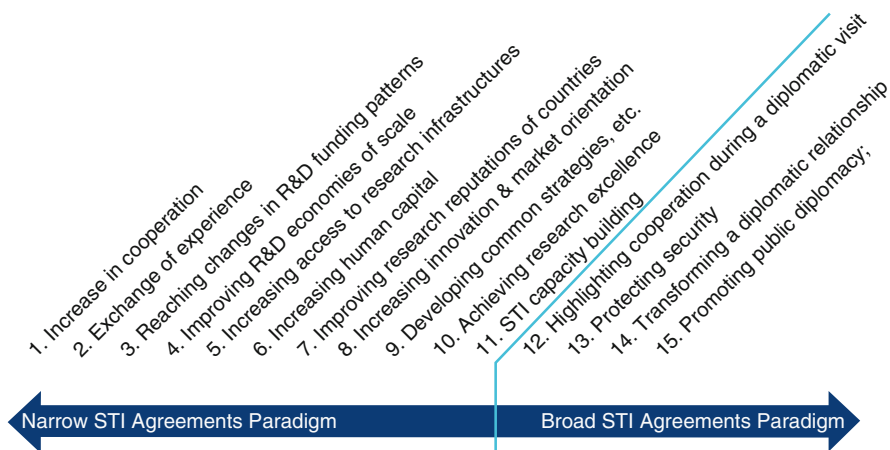 1. Increase in cooperation
2. Exchange of experience
3. Reaching changes in R&D funding patterns
4. Improving R&D economies of scale
5. Increasing access to research infrastructures
6. Increasing human capital
7. Improving research reputations of countries
8. Increasing innovation & market orientation
9. Developing common strategies, etc.
10. Achieving research excellence
11. STI capacity building
12. Highlighting cooperation during a diplomatic visit
13. Protecting security
14. Transforming a diplomatic relationship
15. Promoting public diplomacy;
Narrow STI Agreements Paradigm
Broad STI Agreements Paradigm